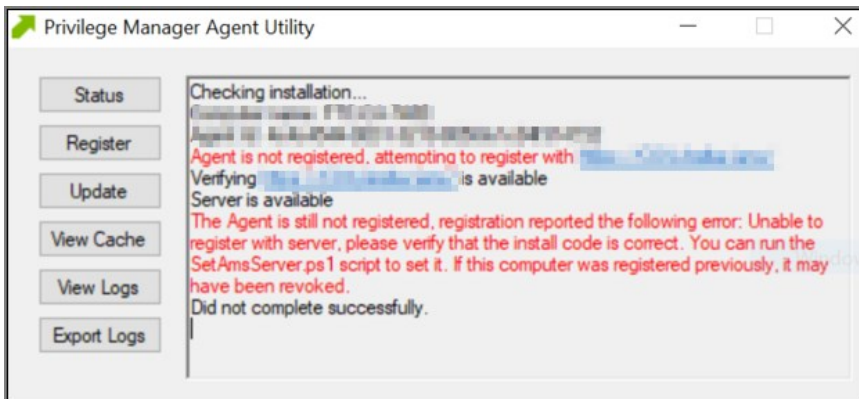 Privilege Manager Agent Utility
Status
Register
Update
View Cache
View Logs
Export Logs
Checking installation...
Agent is not registered, attempting to register with
Verifying is available
Server is available
The Agent is still not registered, registration reported the following error: Unable to
register with server, please verify that the install code is correct. You can run the
SetAmsServer.ps1 script to set it. If this computer was registered previously, it may
have been revoked.
Did not complete successfully.